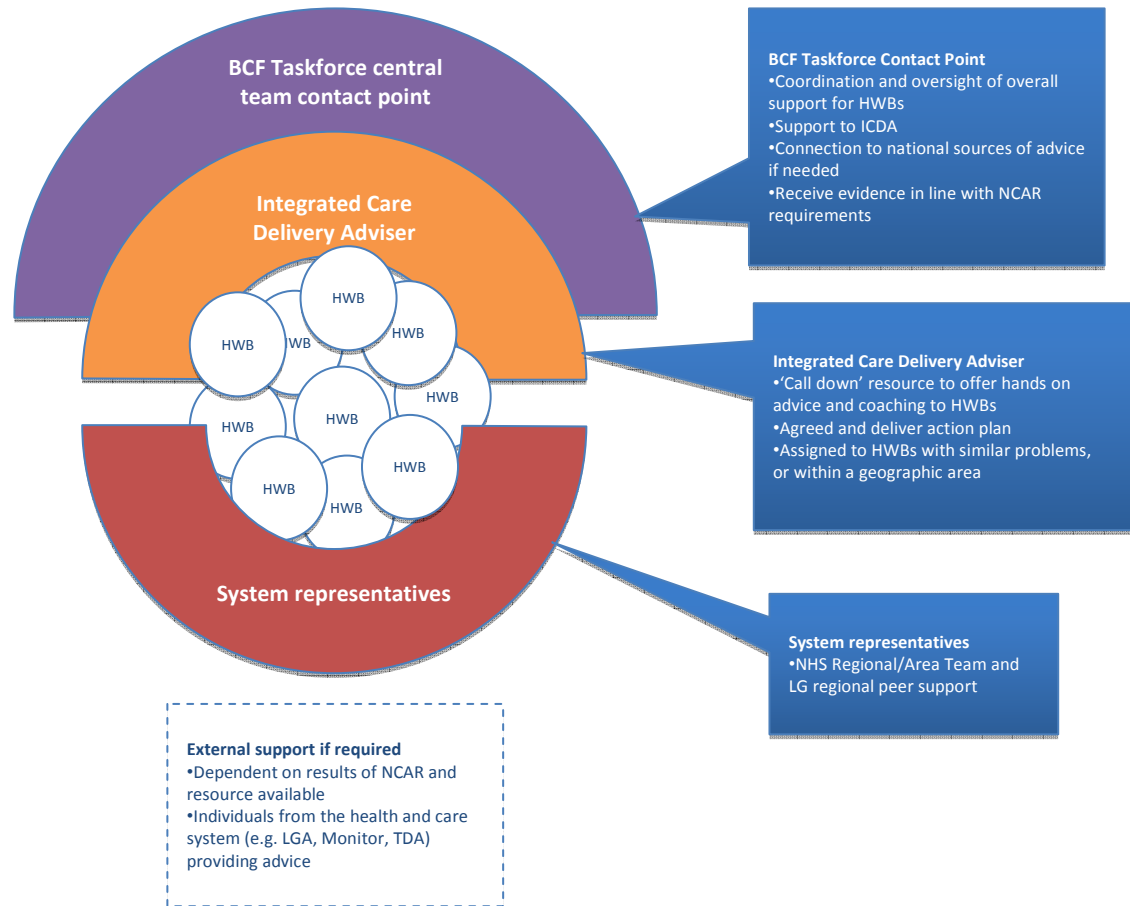 BCF Taskforce central
team contact point
Integrated Care
Delivery Adviser
HWB
HWB
HWB
HWB
HWB
HWB
HWB
HWB
HWB
HWB
System representatives
BCF Taskforce Contact Point
•Coordination and oversight of overall
support for HWBs
•Support to ICDA
•Connection to national sources of advice
if needed
•Receive evidence in line with NCAR
requirements
Integrated Care Delivery Adviser
•‘Call down’ resource to offer hands on
advice and coaching to HWBs
•Agreed and deliver action plan
•Assigned to HWBs with similar problems,
or within a geographic area
System representatives
•NHS Regional/Area Team and
LG regional peer support
External support if required
•Dependent on results of NCAR and
resource available
•Individuals from the health and care
system (e.g. LGA, Monitor, TDA)
providing advice